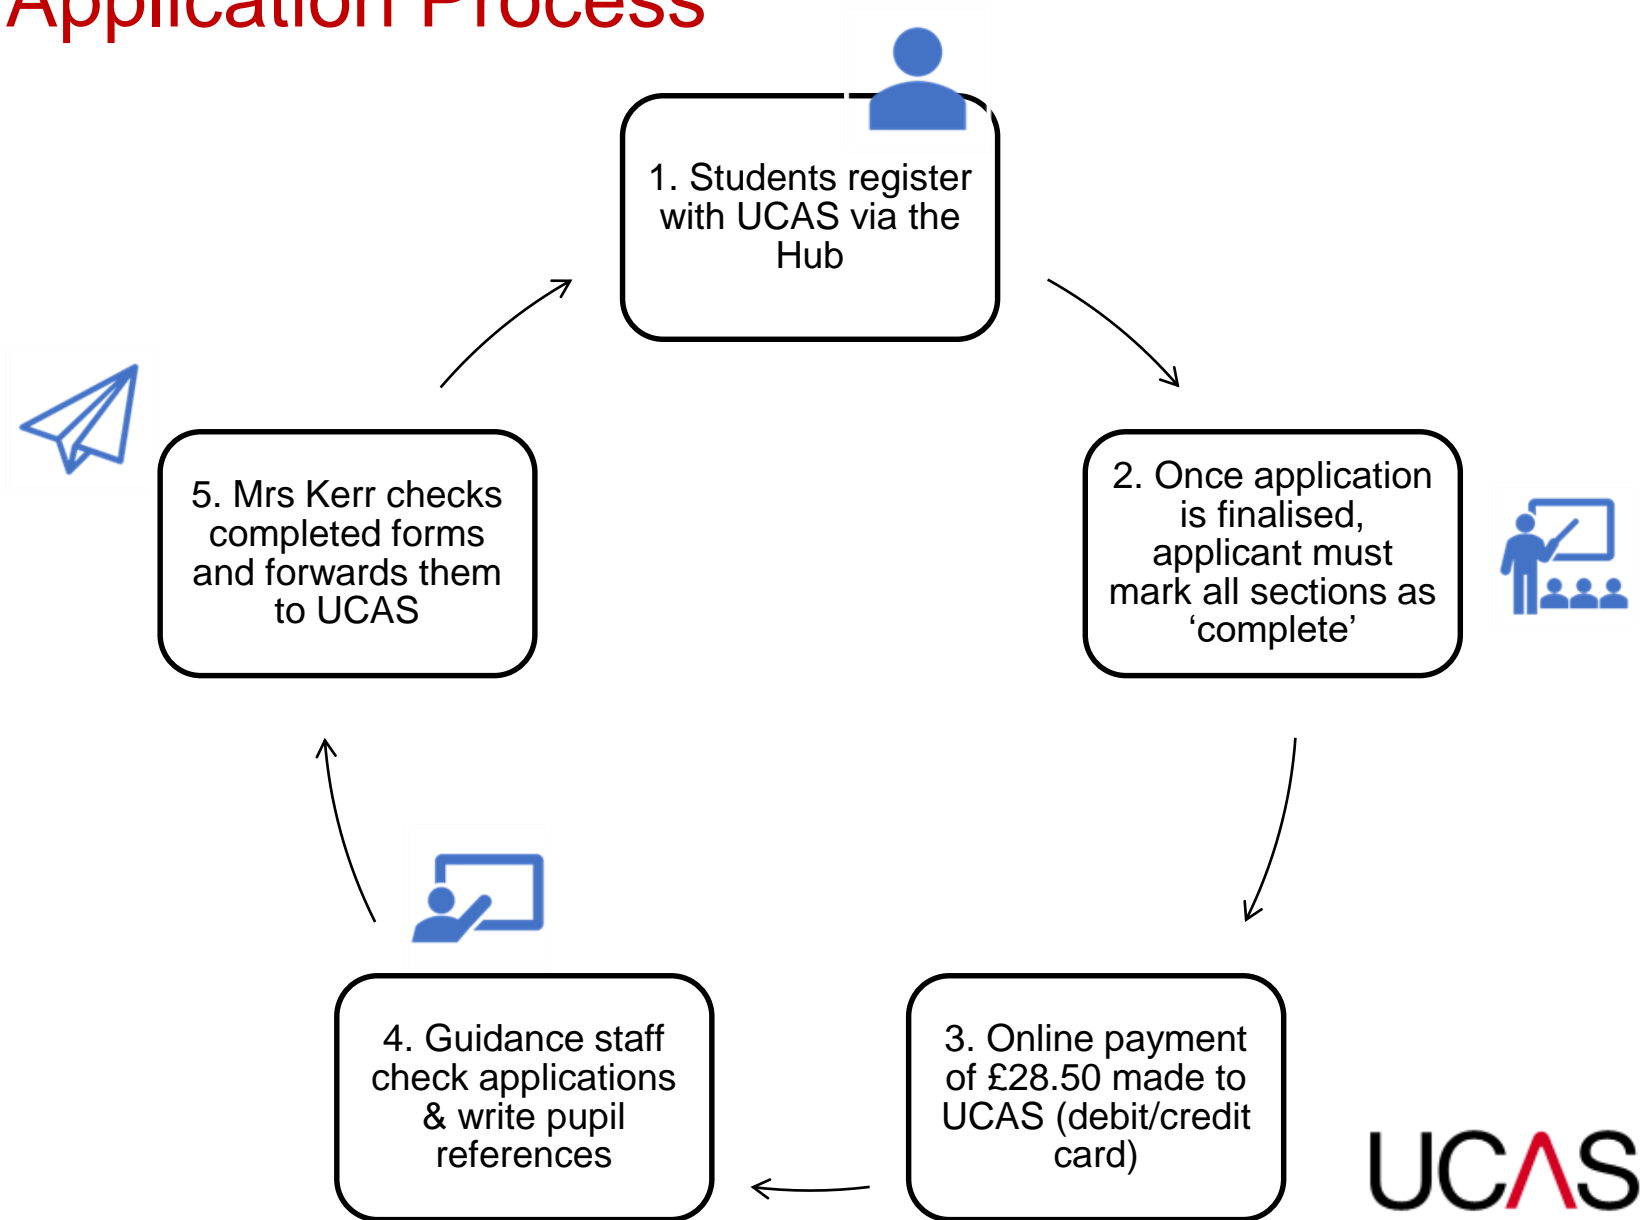 Application Process
1. Students register
with UCAS via the
Hub
2. Once application
is finalised,
applicant must
mark all sections as
‘complete’
3. Online payment
of £28.50 made to
UCAS (debit/credit
card)
4. Guidance staff
check applications
& write pupil
references
5. Mrs Kerr checks
completed forms
and forwards them
to UCAS
UCAS